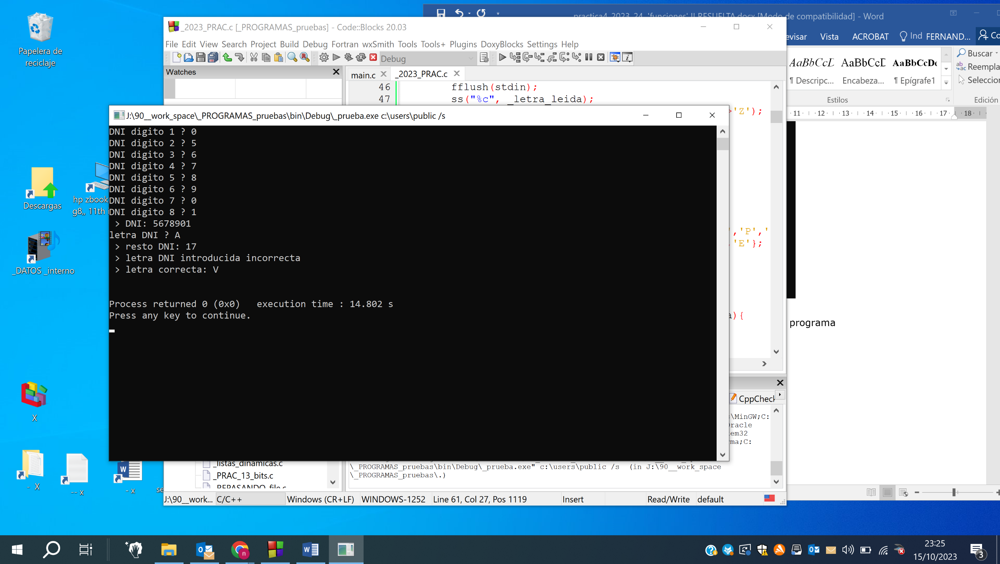 Papelera de
reciclaje
Descargas
hp zbook
g8,, 11th i
_DATOS _interno
X
- X
-- x
- x
se
practica4_2023_24_'funciones' II RESUELTA.docx [Modo de compatibilidad] - Word
evisar Vista ACROBAT Ind FERNAND... Co
AaBbCcD AaBbCcD AaBbCcDc
¶ Descripc... Encabeza... ¶ Epígrafe1
Estilos
Buscar
Reempla
Seleccion
Edición
11 12 13 14 15 16 17 18
programa
_2023_PRAC.c [_PROGRAMAS_pruebas] - Code::Blocks 20.03
File Edit View Search Project Build Debug Fortran wxSmith Tools Tools+ Plugins DoxyBlocks Settings Help
Debug
Watches
main.c _2023_PRAC.c
46 fflush(stdin);
47 ss("%c", _letra_leida);
>'Z');
,'P','
'E'};
a){
J:\90__work_space\_PROGRAMAS_pruebas\bin\Debug\_prueba.exe c:\users\public /s
DNI digito 1 ? 0
DNI digito 2 ? 5
DNI digito 3 ? 6
DNI digito 4 ? 7
DNI digito 5 ? 8
DNI digito 6 ? 9
DNI digito 7 ? 0
DNI digito 8 ? 1
> DNI: 5678901
letra DNI ? A
> resto DNI: 17
> letra DNI introducida incorrecta
> letra correcta: V
Process returned 0 (0x0) execution time : 14.802 s
Press any key to continue.
CppCheck
\MinGW;C:
Oracle
em32
ma;C:
_listas_dinamicas.c
_PRAC_13_bits.c
_REPASANDO_file.c
\_PROGRAMAS_pruebas\bin\Debug\_prueba.exe" c:\users\public /s (in J:\90__work_space
\_PROGRAMAS_pruebas\.)
J:\90__work... C/C++ Windows (CR+LF) WINDOWS-1252 Line 61, Col 27, Pos 1119 Insert Read/Write default
23:25
15/10/2023
3